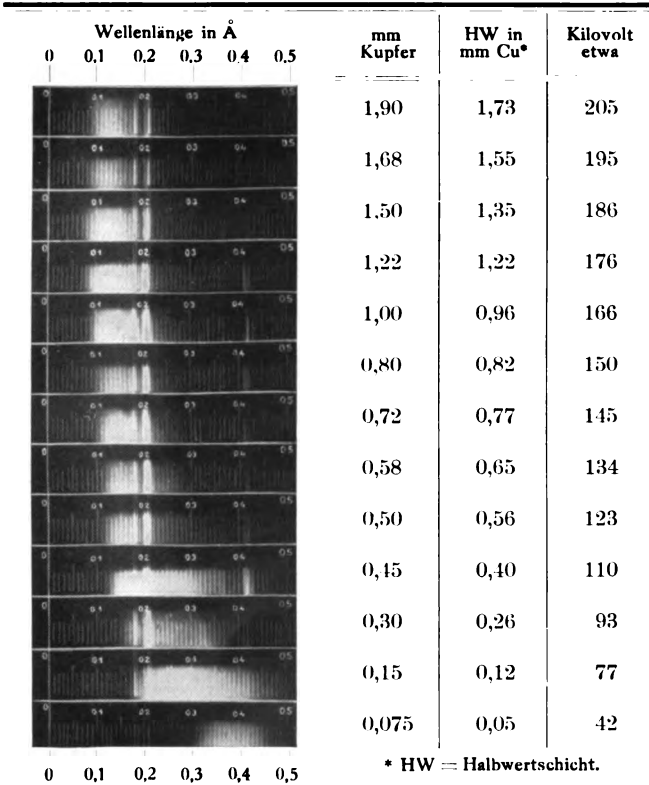 Wellenlänge in Å
0 0,1 0,2 0,3 0,4 0,5
mm Kupfer
HW in mm Cu*
Kilovolt etwa
1,90 1,73 205
1,68 1,55 195
1,50 1,35 186
1,22 1,22 176
1,00 0,96 166
0,80 0,82 150
0,72 0,77 145
0,58 0,65 134
0,50 0,56 123
0,45 0,40 110
0,30 0,26 93
0,15 0,12 77
0,075 0,05 42
0 0,1 0,2 0,3 0,4 0,5
* HW = Halbwertschicht.